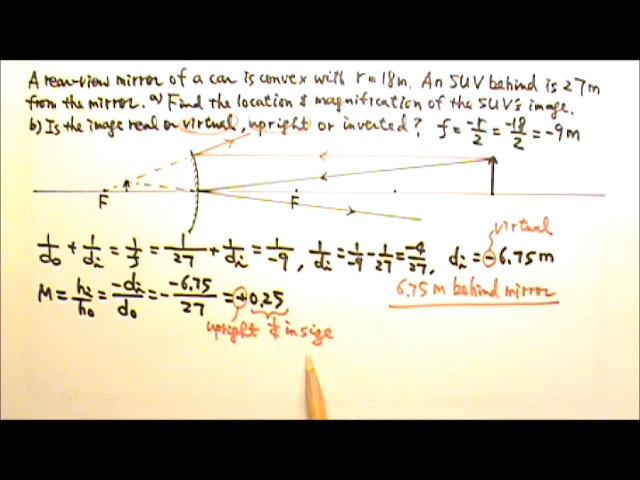 A rear-view mirror of a car is convex with r = 18m. An SUV behind is 27m
from the mirror. a) Find the location & magnification of the SUV's image.
b) Is the image real or virtual, upright or inverted? f = -r/2 = -18/2 = -9m
F F
virtual
1/do + 1/di = 1/f = 1/27 + 1/di = 1/-9, 1/di = 1/-9 - 1/27 = -4/27, di = -6.75m
6.75m behind mirror
M = hi/ho = -di/do = - -6.75/27 = +0.25
upright 1/4 in size